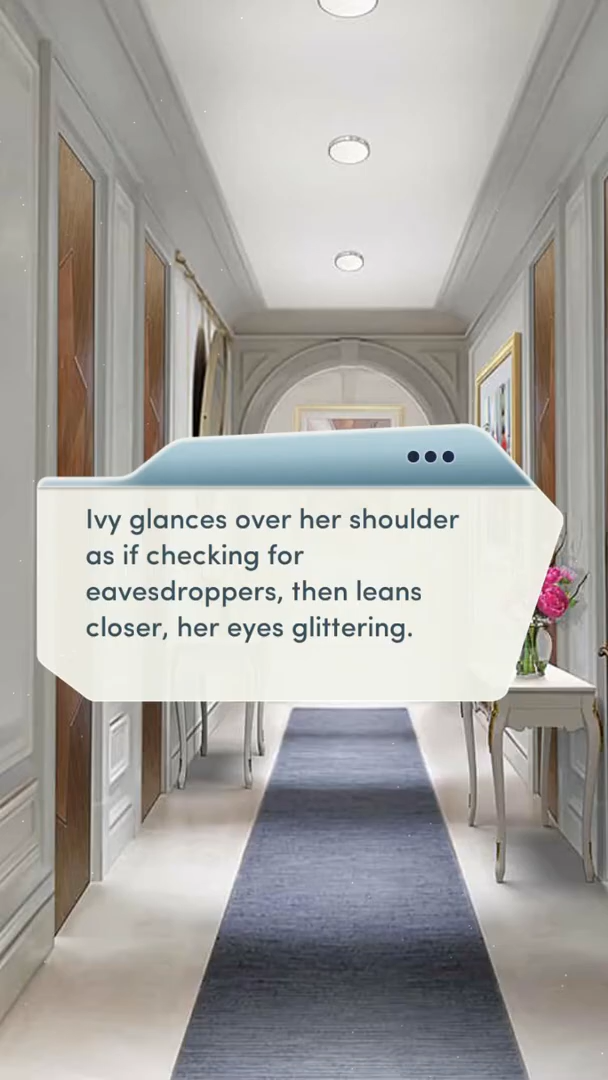 Ivy glances over her shoulder
as if checking for
eavesdroppers, then leans
closer, her eyes glittering.